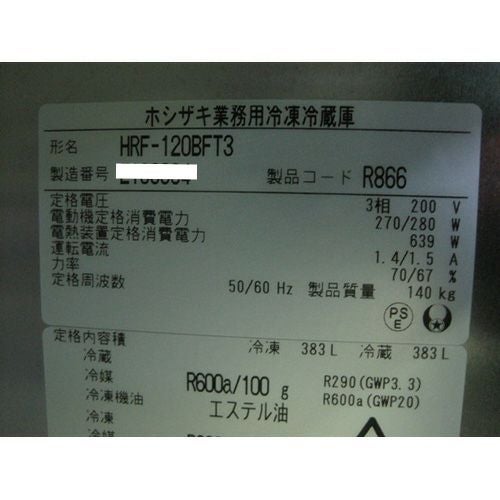 ホシザキ業務用冷凍冷蔵庫
形名 HRF-120BFT3
製造番号 製品コード R866
定格電圧 3相 200 V
電動機定格消費電力 270/280 W
電熱装置定格消費電力 639 W
運転電流 1.4/1.5 A
力率 70/67 %
定格周波数 50/60 Hz 製品質量 140 kg
PS
E
定格内容積 冷凍 383 L 冷蔵 383 L
冷蔵
冷媒 R600a/100 g R290(GWP3.3)
冷凍機油 エステル油 R600a(GWP20)
冷凍
冷媒